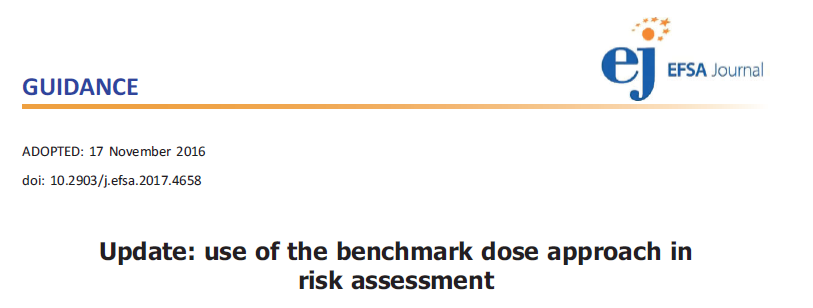 ej EFSA Journal
GUIDANCE
ADOPTED: 17 November 2016
doi: 10.2903/j.efsa.2017.4658
Update: use of the benchmark dose approach in
risk assessment